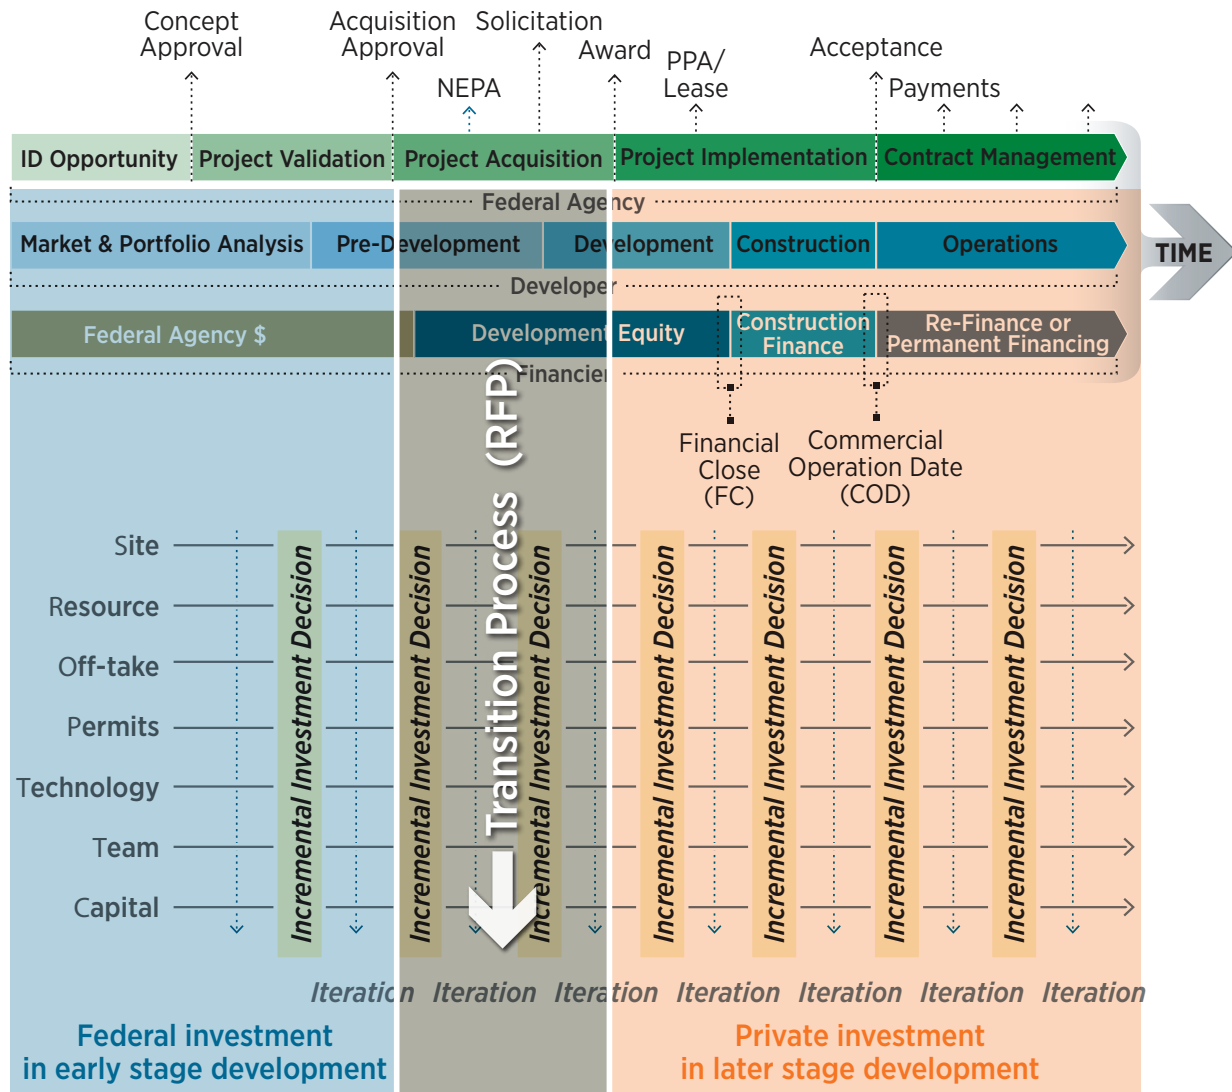 Concept
Approval
Acquisition
Approval
Solicitation
NEPA
Award
PPA/
Lease
Acceptance
Payments
ID Opportunity
Project Validation
Project Acquisition
Project Implementation
Contract Management
Federal Agency
Market & Portfolio Analysis
Pre-Development
Development
Construction
Operations
TIME
Developer
Federal Agency $
Development Equity
Construction
Finance
Re-Finance or
Permanent Financing
Financier
Financial
Close
(FC)
Commercial
Operation Date
(COD)
Transition Process (RFP)
Site
Resource
Off-take
Permits
Technology
Team
Capital
Incremental Investment Decision
Incremental Investment Decision
Incremental Investment Decision
Incremental Investment Decision
Incremental Investment Decision
Incremental Investment Decision
Incremental Investment Decision
Iteration
Iteration
Iteration
Iteration
Iteration
Iteration
Iteration
Federal investment
in early stage development
Private investment
in later stage development